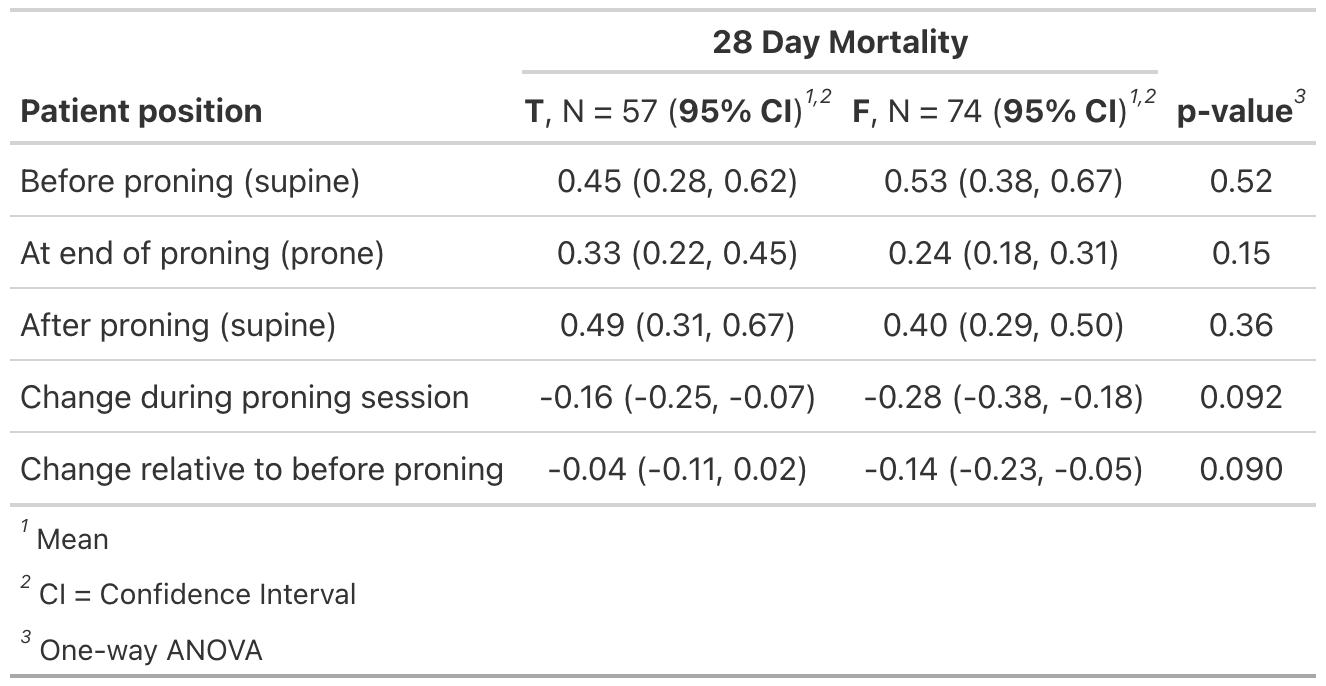 28 Day Mortality
Patient position T, N = 57 (95% CI)1,2 F, N = 74 (95% CI)1,2 p-value3
Before proning (supine) 0.45 (0.28, 0.62) 0.53 (0.38, 0.67) 0.52
At end of proning (prone) 0.33 (0.22, 0.45) 0.24 (0.18, 0.31) 0.15
After proning (supine) 0.49 (0.31, 0.67) 0.40 (0.29, 0.50) 0.36
Change during proning session -0.16 (-0.25, -0.07) -0.28 (-0.38, -0.18) 0.092
Change relative to before proning -0.04 (-0.11, 0.02) -0.14 (-0.23, -0.05) 0.090
1 Mean
2 CI = Confidence Interval
3 One-way ANOVA